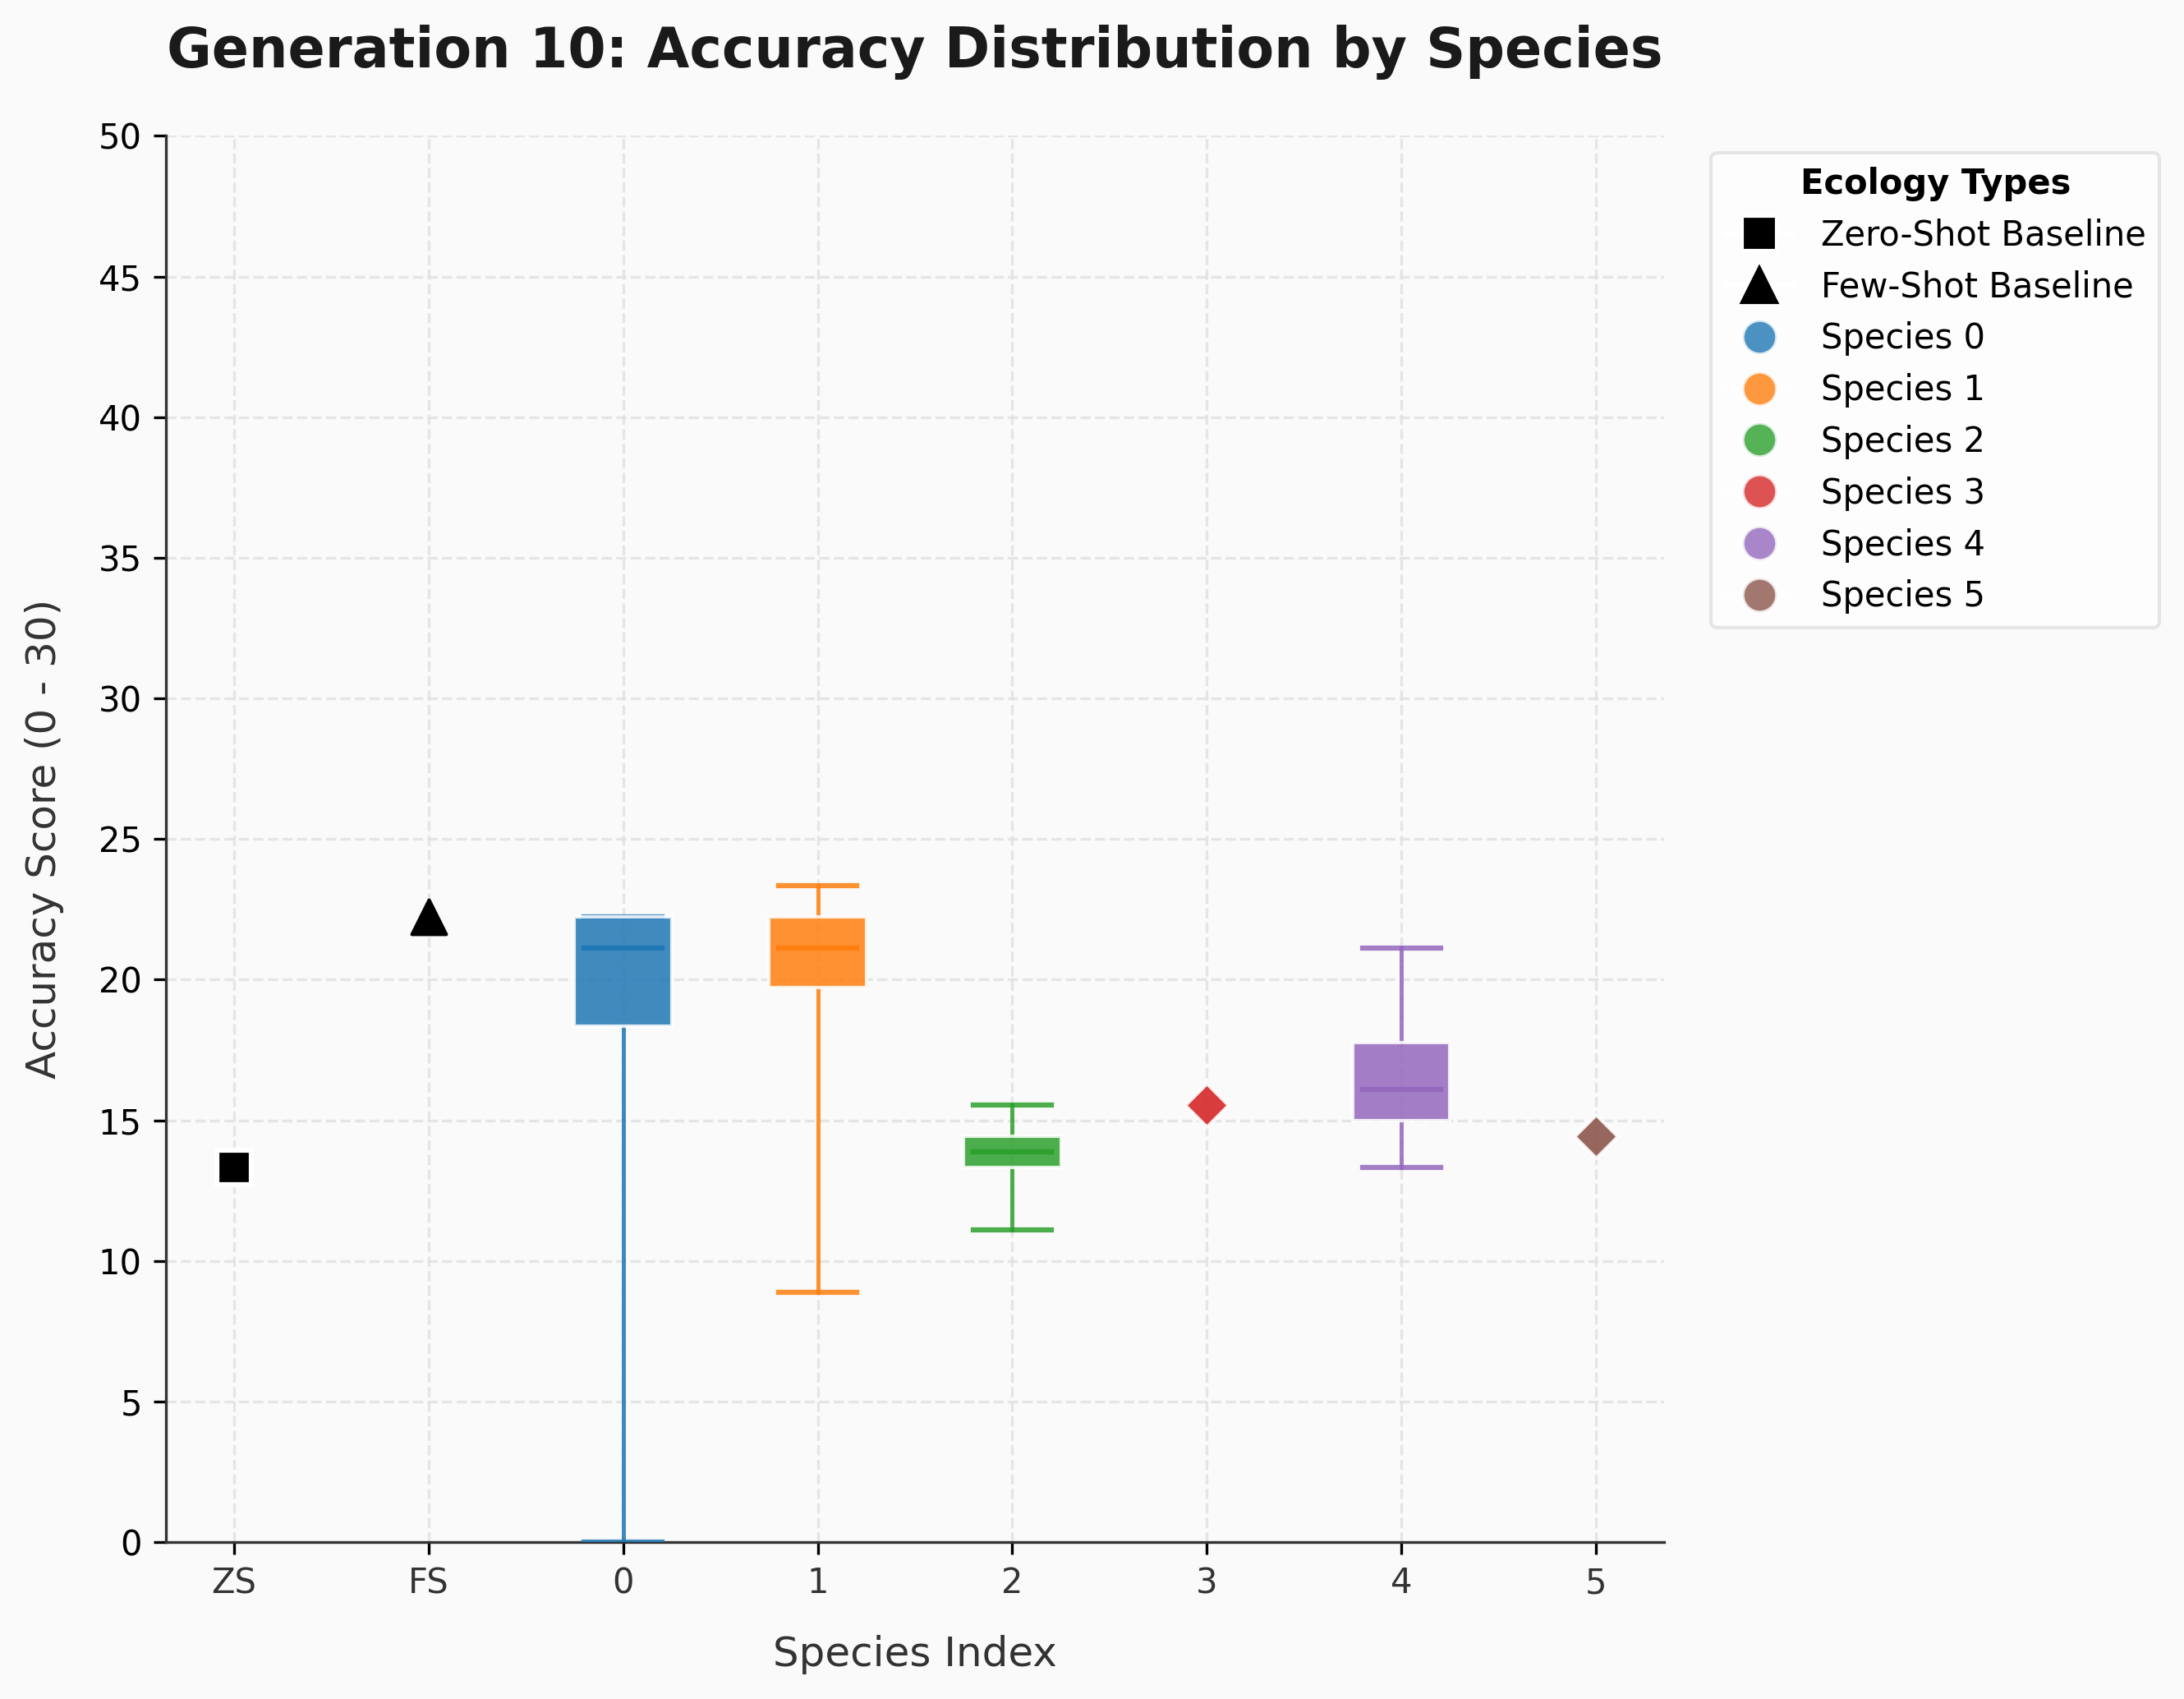 Generation 10: Accuracy Distribution by Species
50
45
40
35
30
25
20
15
10
5
0
Accuracy Score (0 - 30)
ZS FS 0 1 2 3 4 5
Species Index
Ecology Types
Zero-Shot Baseline
Few-Shot Baseline
Species 0
Species 1
Species 2
Species 3
Species 4
Species 5